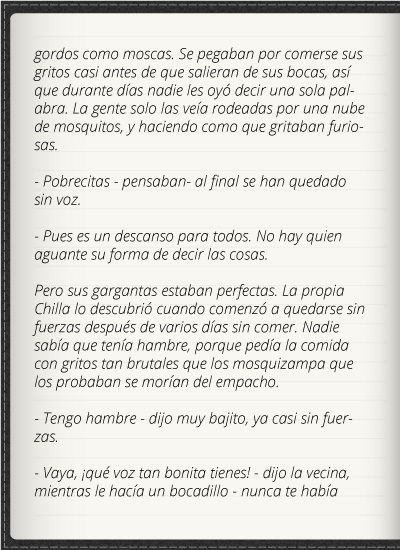 gordos como moscas. Se pegaban por comerse sus
gritos casi antes de que salieran de sus bocas, así
que durante días nadie les oyó decir una sola pal-
abra. La gente solo las veía rodeadas por una nube
de mosquitos, y haciendo como que gritaban furio-
sas.
- Pobrecitas - pensaban- al final se han quedado
sin voz.
- Pues es un descanso para todos. No hay quien
aguante su forma de decir las cosas.
Pero sus gargantas estaban perfectas. La propia
Chilla lo descubrió cuando comenzó a quedarse sin
fuerzas después de varios días sin comer. Nadie
sabía que tenía hambre, porque pedía la comida
con gritos tan brutales que los mosquizampa que
los probaban se morían del empacho.
- Tengo hambre - dijo muy bajito, ya casi sin fuer-
zas.
- Vaya, ¡qué voz tan bonita tienes! - dijo la vecina,
mientras le hacía un bocadillo - nunca te había